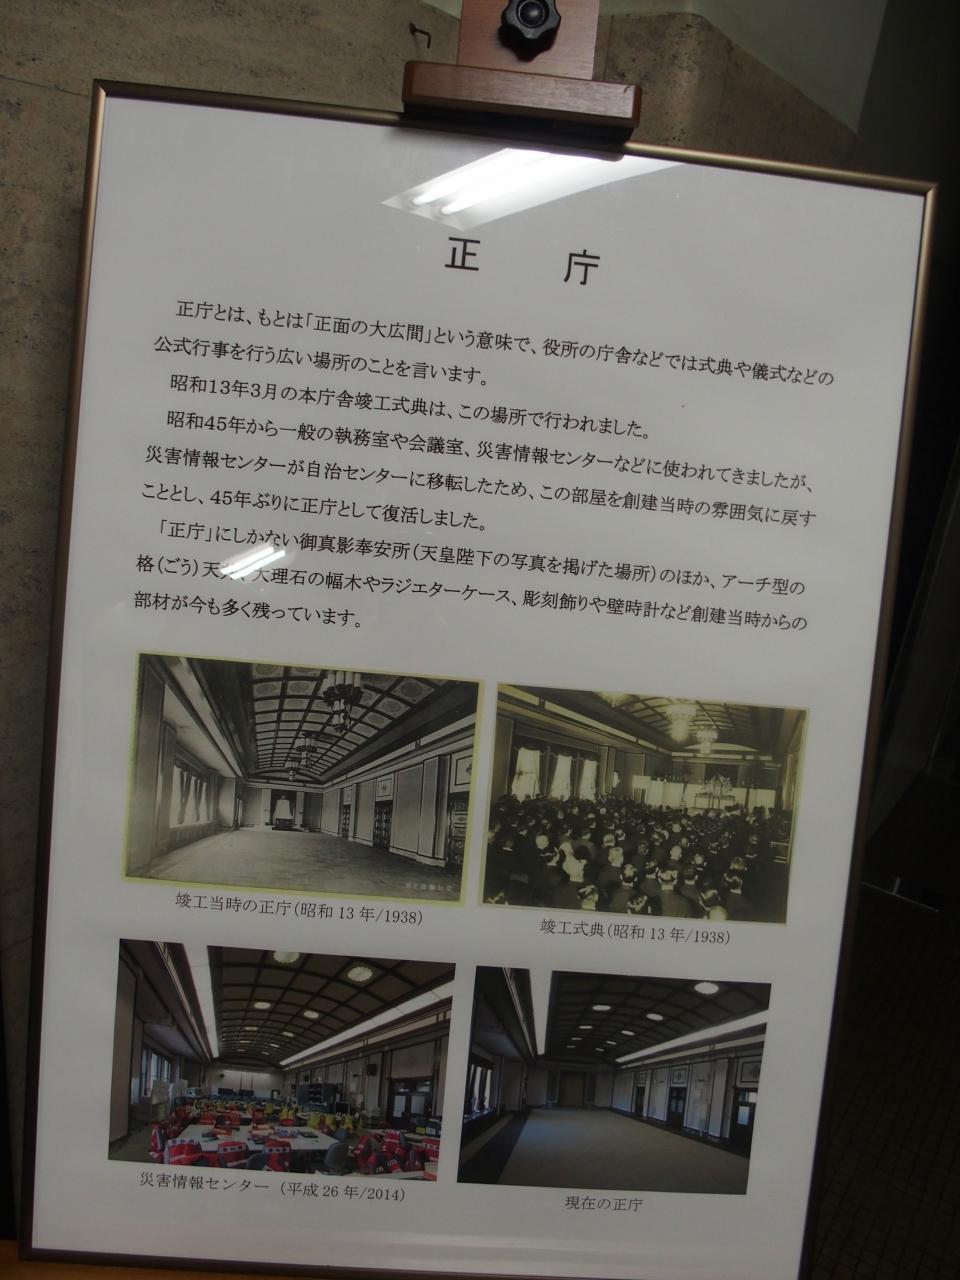 正　庁
正庁とは、もとは「正面の大広間」という意味で、役所の庁舎などでは式典や儀式などの
公式行事を行う広い場所のことを言います。
昭和13年3月の本庁舎竣工式典は、この場所で行われました。
昭和45年から一般の執務室や会議室、災害情報センターなどに使われてきましたが、
災害情報センターが自治センターに移転したため、この部屋を創建当時の雰囲気に戻す
こととし、45年ぶりに正庁として復活しました。
「正庁」にしかない御真影奉安所(天皇陛下の写真を掲げた場所)のほか、アーチ型の
格(ごう)天井、大理石の幅木やラジエターケース、彫刻飾りや壁時計など創建当時からの
部材が今も多く残っています。
竣工当時の正庁(昭和 13 年/1938)
竣工式典(昭和 13 年/1938)
災害情報センター (平成 26 年/2014)
現在の正庁